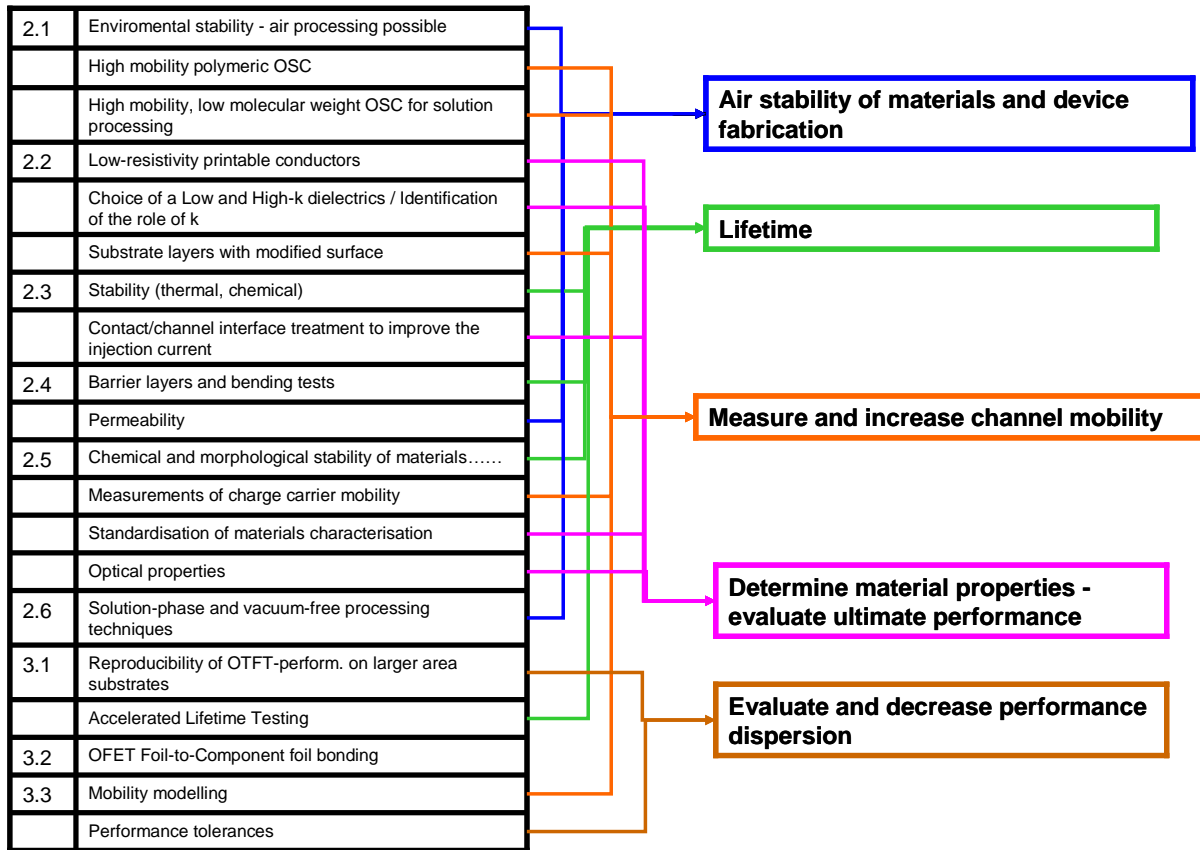 2.1 Enviromental stability - air processing possible
High mobility polymeric OSC
High mobility, low molecular weight OSC for solution
processing
2.2 Low-resistivity printable conductors
Choice of a Low and High-k dielectrics / Identification
of the role of k
Substrate layers with modified surface
2.3 Stability (thermal, chemical)
Contact/channel interface treatment to improve the
injection current
2.4 Barrier layers and bending tests
Permeability
2.5 Chemical and morphological stability of materials……
Measurements of charge carrier mobility
Standardisation of materials characterisation
Optical properties
2.6 Solution-phase and vacuum-free processing
techniques
3.1 Reproducibility of OTFT-perform. on larger area
substrates
Accelerated Lifetime Testing
3.2 OFET Foil-to-Component foil bonding
3.3 Mobility modelling
Performance tolerances
Air stability of materials and device
fabrication
Lifetime
Measure and increase channel mobility
Determine material properties -
evaluate ultimate performance
Evaluate and decrease performance
dispersion